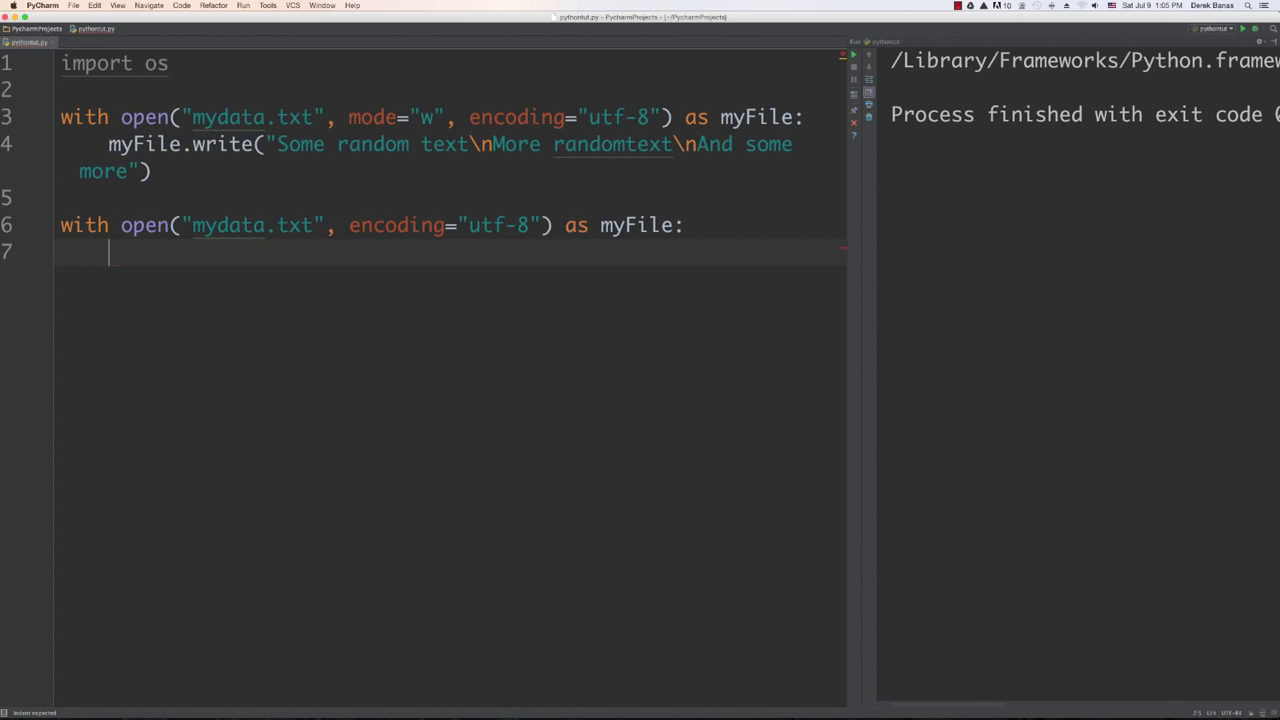 PyCharm File Edit View Navigate Code Refactor Run Tools VCS Window Help 10 Sat Jul 9 1:05 PM Derek Banas
pythontut.py - PycharmProjects - [~/PycharmProjects]
PycharmProjects pythontut.py pythontut
pythontut.py Run pythontut
1 import os
2
3 with open("mydata.txt", mode="w", encoding="utf-8") as myFile:
4 myFile.write("Some random text\nMore randomtext\nAnd some
more")
5
6 with open("mydata.txt", encoding="utf-8") as myFile:
7
/Library/Frameworks/Python.framew
Process finished with exit code
Indent expected 7:5 LF UTF-8